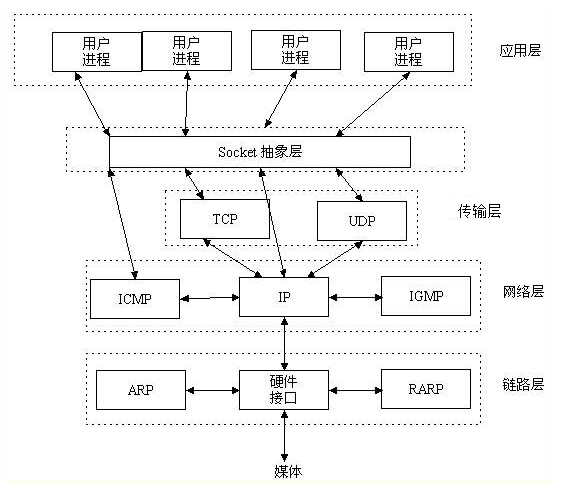 用户
进程
用户
进程
用户
进程
用户
进程
应用层
Socket 抽象层
TCP
UDP
传输层
ICMP
IP
IGMP
网络层
ARP
硬件
接口
RARP
链路层
媒体